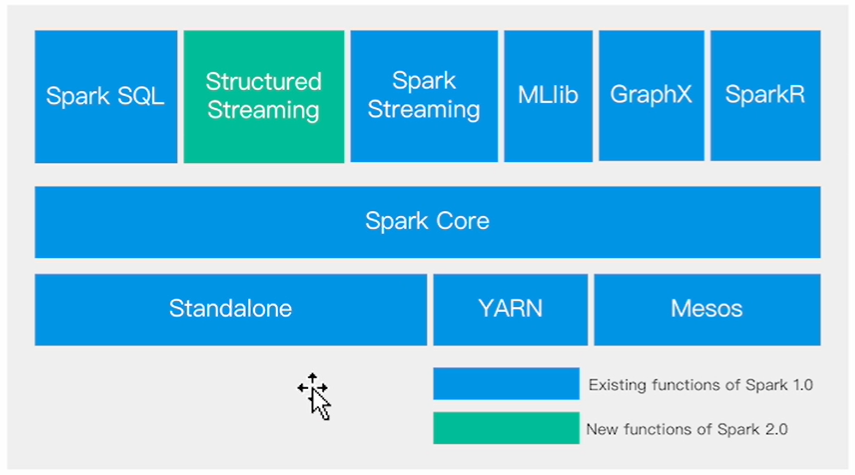 Spark SQL
Structured
Streaming
Spark
Streaming
MLlib
GraphX
SparkR
Spark Core
Standalone
YARN
Mesos
Existing functions of Spark 1.0
New functions of Spark 2.0